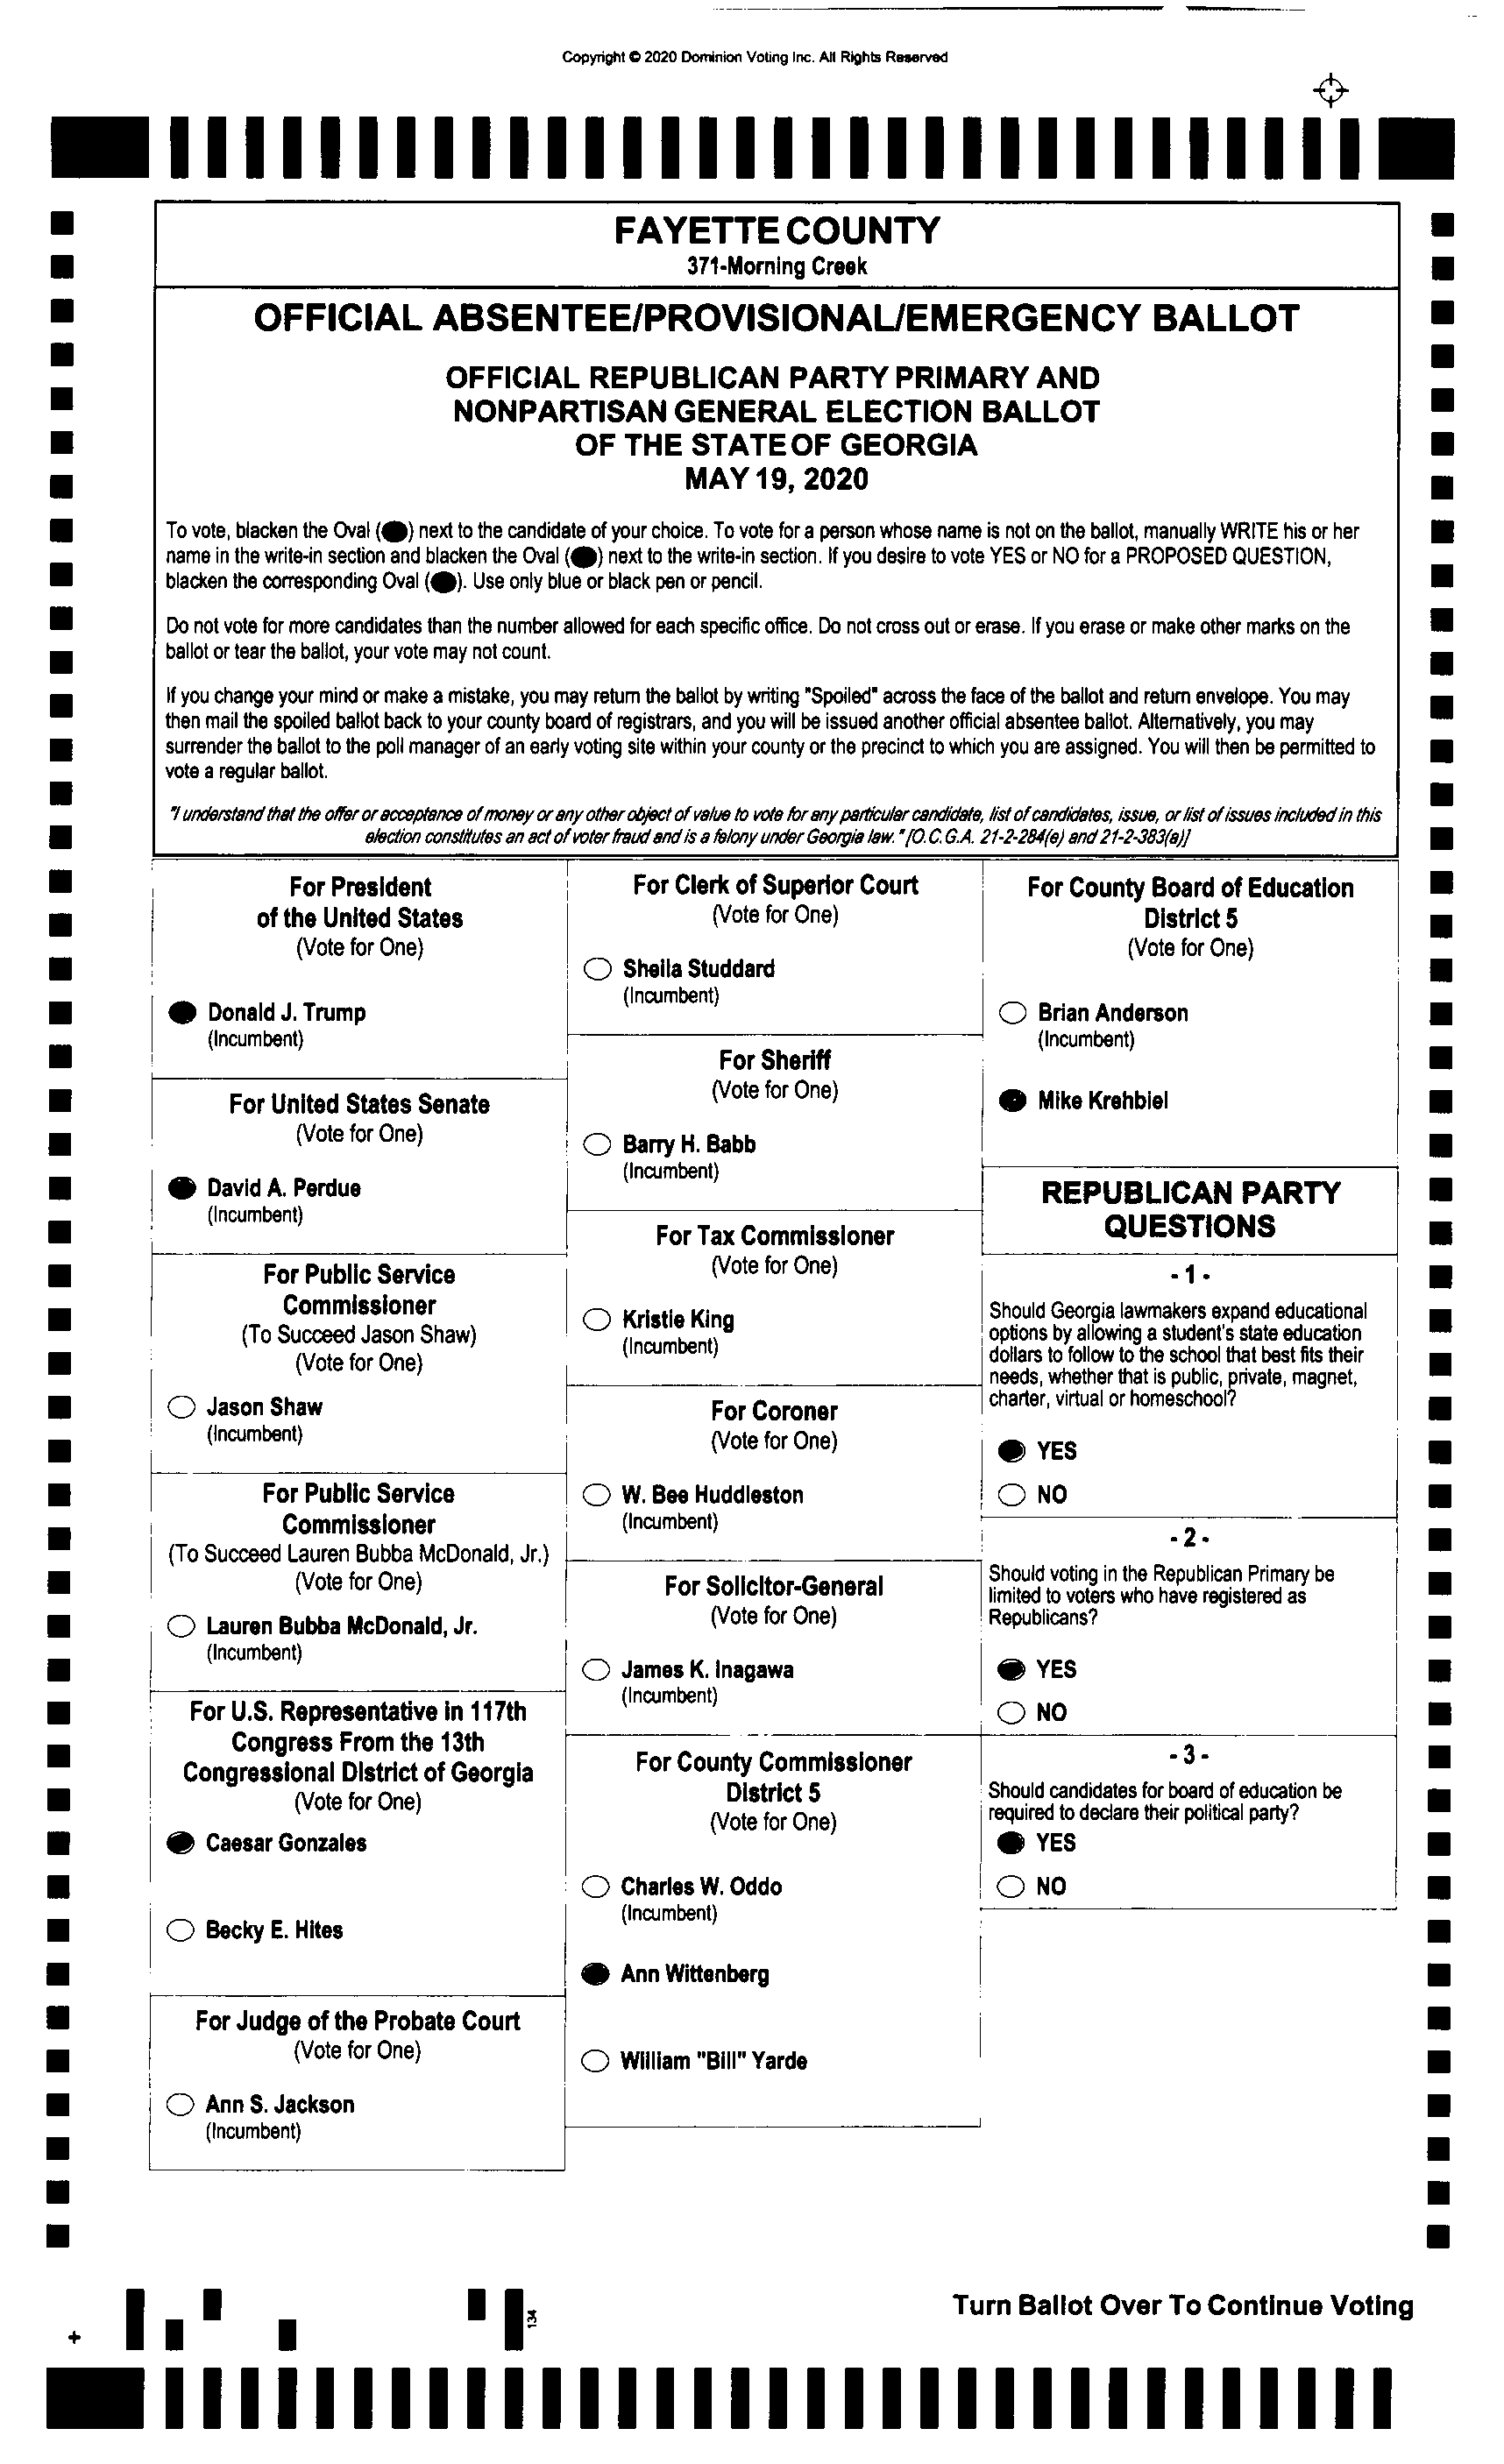 Copyright © 2020 Dominion Voting Inc. All Rights Reserved
FAYETTE COUNTY
371-Morning Creek
OFFICIAL ABSENTEE/PROVISIONAL/EMERGENCY BALLOT
OFFICIAL REPUBLICAN PARTY PRIMARY AND
NONPARTISAN GENERAL ELECTION BALLOT
OF THE STATE OF GEORGIA
MAY 19, 2020
To vote, blacken the Oval ( ) next to the candidate of your choice. To vote for a person whose name is not on the ballot, manually WRITE his or her
name in the write-in section and blacken the Oval ( ) next to the write-in section. If you desire to vote YES or NO for a PROPOSED QUESTION,
blacken the corresponding Oval ( ). Use only blue or black pen or pencil.
Do not vote for more candidates than the number allowed for each specific office. Do not cross out or erase. If you erase or make other marks on the
ballot or tear the ballot, your vote may not count.
If you change your mind or make a mistake, you may return the ballot by writing "Spoiled" across the face of the ballot and return envelope. You may
then mail the spoiled ballot back to your county board of registrars, and you will be issued another official absentee ballot. Alternatively, you may
surrender the ballot to the poll manager of an early voting site within your county or the precinct to which you are assigned. You will then be permitted to
vote a regular ballot.
"I understand that the offer or acceptance of money or any other object of value to vote for any particular candidate, list of candidates, issue, or list of issues included in this
election constitutes an act of voter fraud and is a felony under Georgia law." [O.C.G.A. 21-2-284(e) and 21-2-383(a)]
For President
of the United States
(Vote for One)
Donald J. Trump
(Incumbent)
For United States Senate
(Vote for One)
David A. Perdue
(Incumbent)
For Public Service
Commissioner
(To Succeed Jason Shaw)
(Vote for One)
Jason Shaw
(Incumbent)
For Public Service
Commissioner
(To Succeed Lauren Bubba McDonald, Jr.)
(Vote for One)
Lauren Bubba McDonald, Jr.
(Incumbent)
For U.S. Representative in 117th
Congress From the 13th
Congressional District of Georgia
(Vote for One)
Caesar Gonzales
Becky E. Hites
For Judge of the Probate Court
(Vote for One)
Ann S. Jackson
(Incumbent)
For Clerk of Superior Court
(Vote for One)
Sheila Studdard
(Incumbent)
For Sheriff
(Vote for One)
Barry H. Babb
(Incumbent)
For Tax Commissioner
(Vote for One)
Kristie King
(Incumbent)
For Coroner
(Vote for One)
W. Bee Huddleston
(Incumbent)
For Solicitor-General
(Vote for One)
James K. Inagawa
(Incumbent)
For County Commissioner
District 5
(Vote for One)
Charles W. Oddo
(Incumbent)
Ann Wittenberg
William "Bill" Yarde
For County Board of Education
District 5
(Vote for One)
Brian Anderson
(Incumbent)
Mike Krehbiel
REPUBLICAN PARTY
QUESTIONS
- 1 -
Should Georgia lawmakers expand educational
options by allowing a student's state education
dollars to follow to the school that best fits their
needs, whether that is public, private, magnet,
charter, virtual or homeschool?
YES
NO
- 2 -
Should voting in the Republican Primary be
limited to voters who have registered as
Republicans?
YES
NO
- 3 -
Should candidates for board of education be
required to declare their political party?
YES
NO
134
Turn Ballot Over To Continue Voting